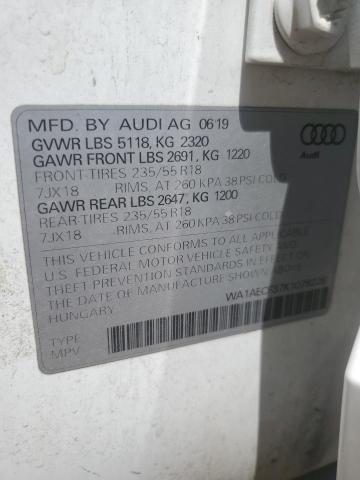 MFD. BY AUDI AG 06/19
GVWR LBS 5118, KG 2320
GAWR FRONT LBS 2691, KG 1220
FRONT-TIRES 235/55 R18
7JX18 RIMS, AT 260 KPA 38 PSI COLD
GAWR REAR LBS 2647, KG 1200
REAR-TIRES 235/55 R18
7JX18 RIMS, AT 260 KPA 38 PSI COLD
THIS VEHICLE CONFORMS TO ALL APPLICABLE
U.S. FEDERAL MOTOR VEHICLE SAFETY AND
THEFT PREVENTION STANDARDS IN EFFECT ON
THE DATE OF MANUFACTURE SHOWN ABOVE.
HUNGARY
TYPE:
MPV
Audi